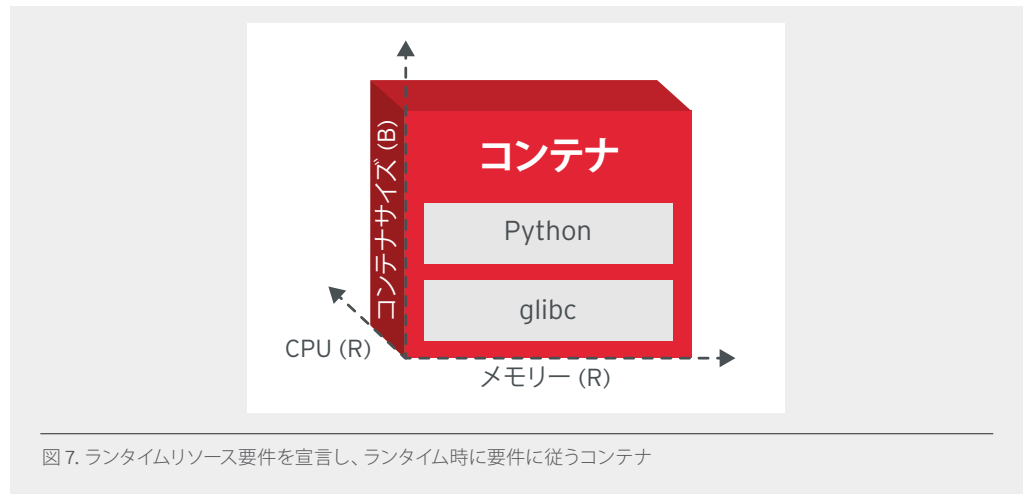 コンテナサイズ (B)
コンテナ
Python
glibc
CPU (R)
メモリー (R)
図 7. ランタイムリソース要件を宣言し、ランタイム時に要件に従うコンテナ